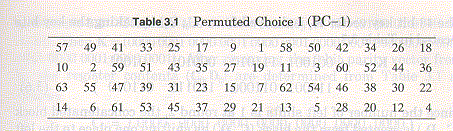 Table 3.1 Permuted Choice 1 (PC–1)
57 49 41 33 25 17 9 1 58 50 42 34 26 18
10 2 59 51 43 35 27 19 11 3 60 52 44 36
63 55 47 39 31 23 15 7 62 54 46 38 30 22
14 6 61 53 45 37 29 21 13 5 28 20 12 4